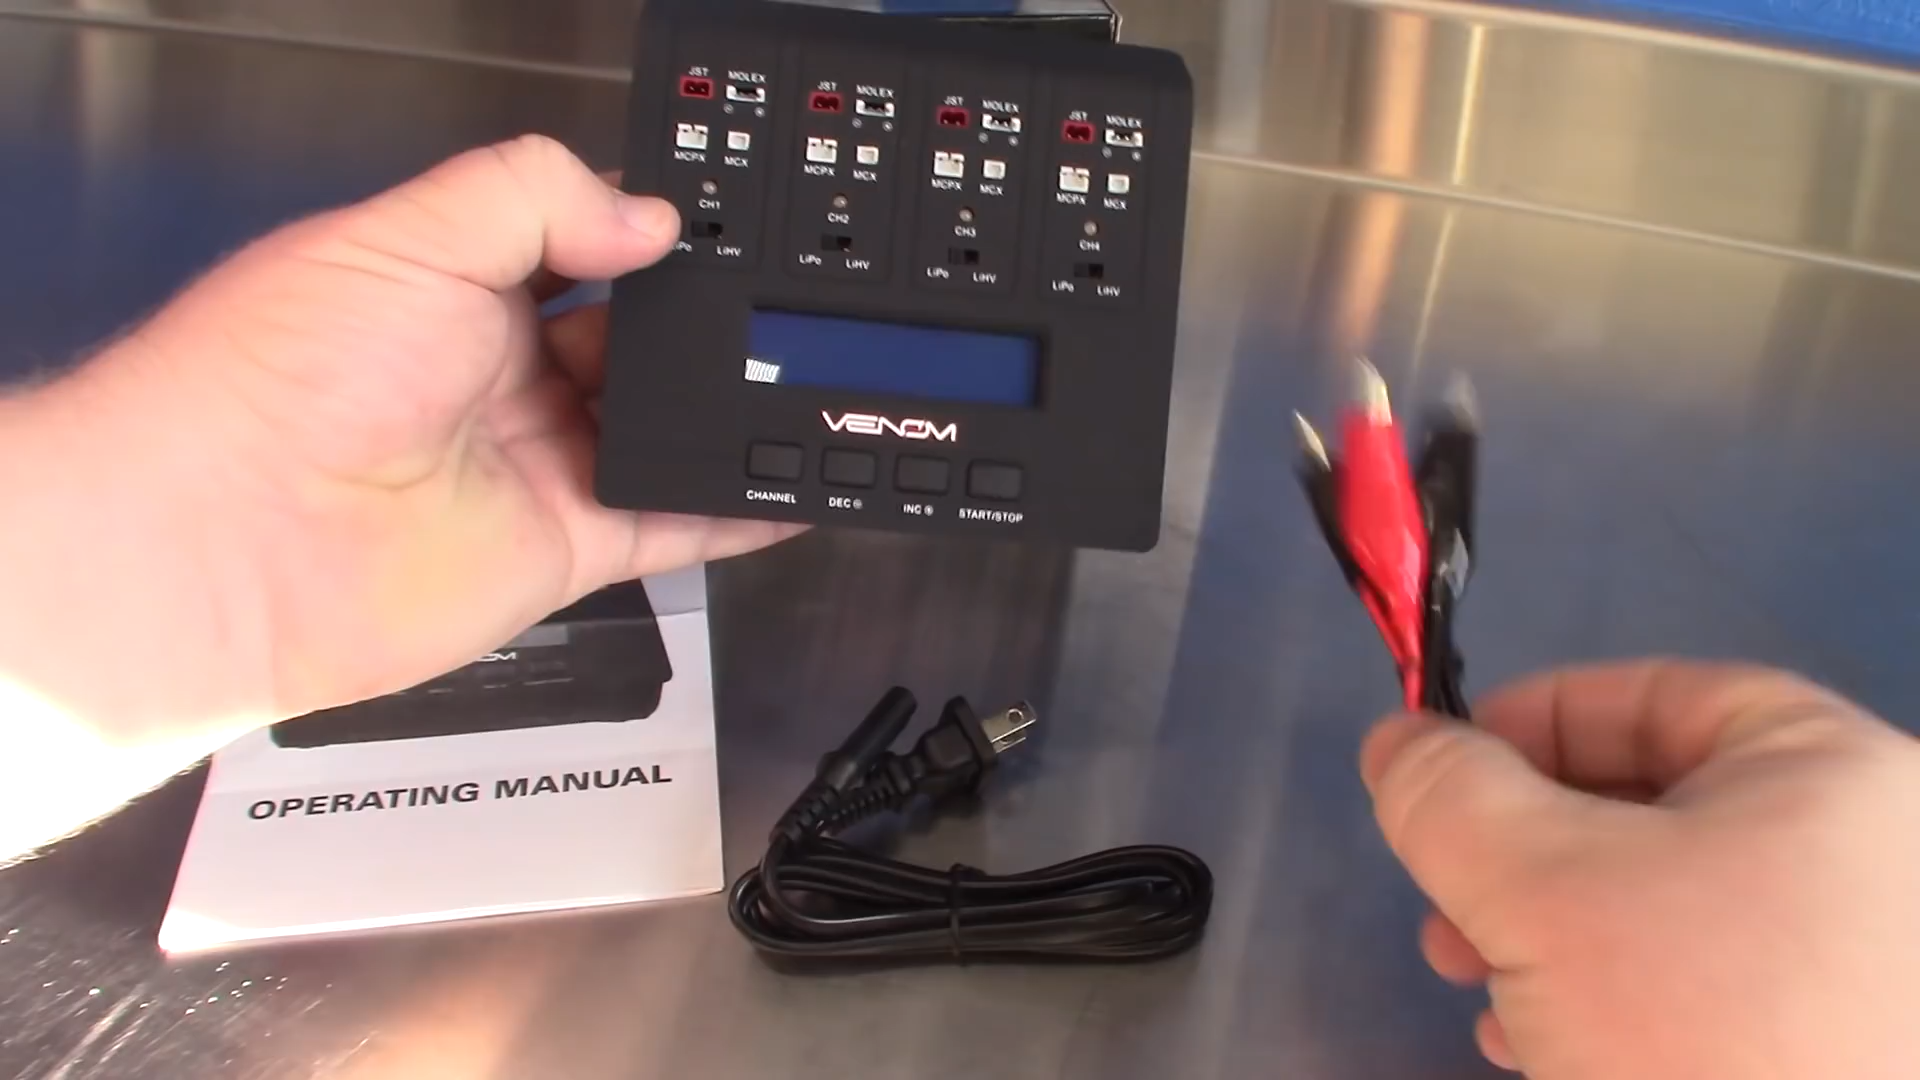 JST MOLEX
MCPX MCX
CH1
LiHV
JST MOLEX
MCPX MCX
CH2
LiPo LiHV
JST MOLEX
MCPX MCX
CH3
LiPo LiHV
JST MOLEX
MCPX MCX
CH4
LiPo LiHV
VENOM
CHANNEL DEC INC START/STOP
OPERATING MANUAL